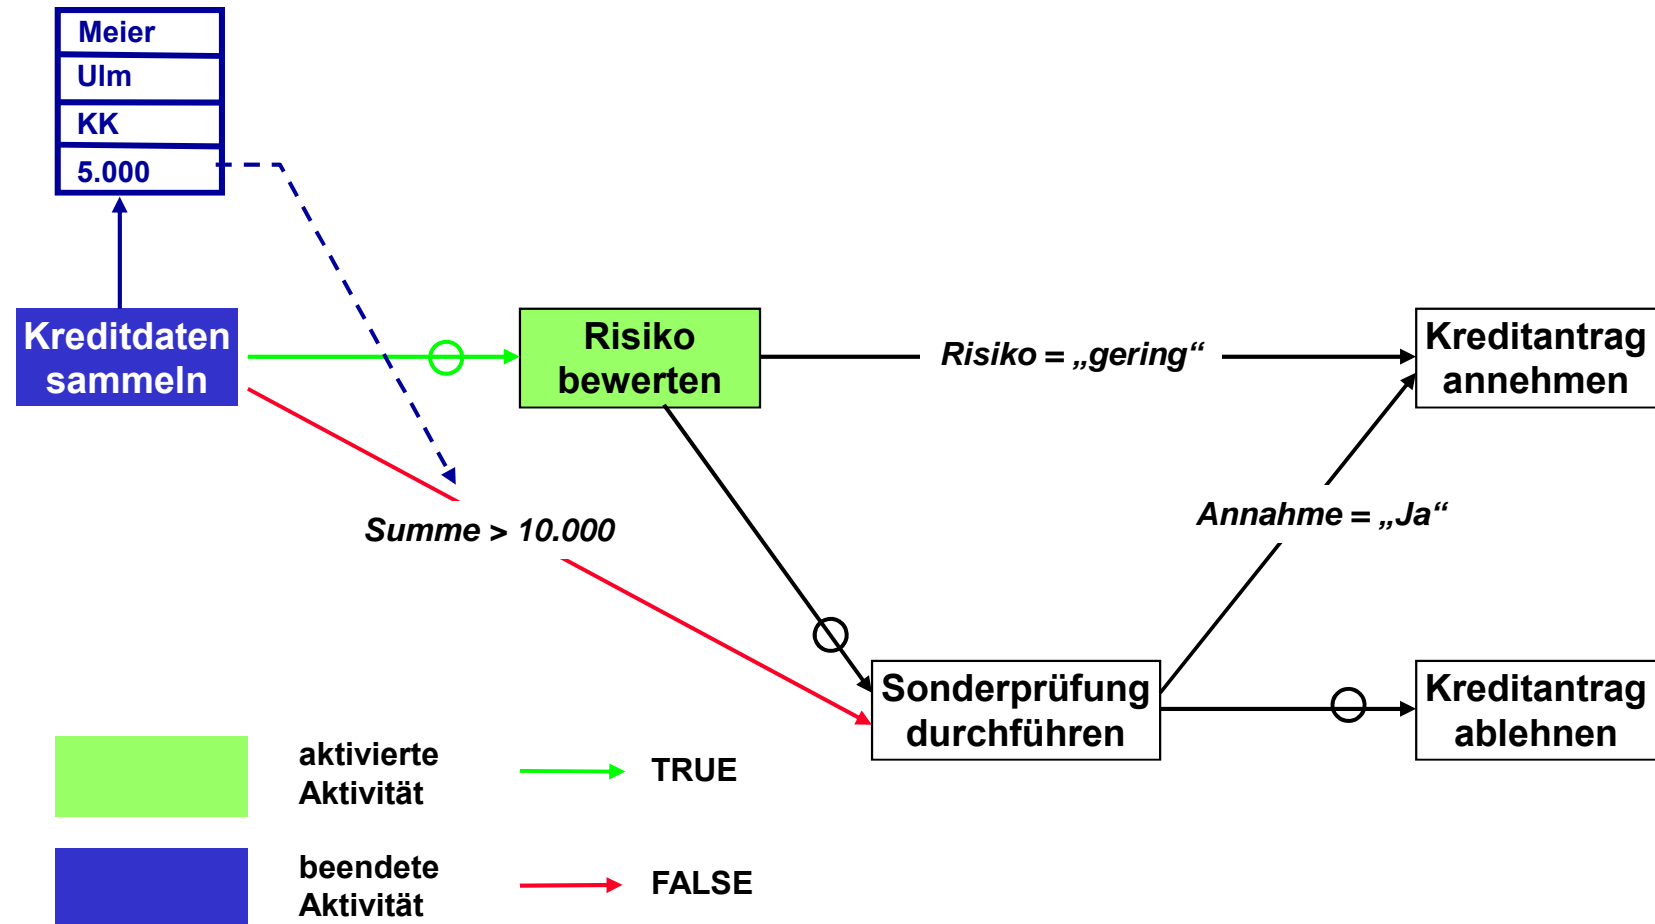 Meier
Ulm
KK
5.000
Kreditdaten
sammeln
Risiko
bewerten
Risiko = „gering“
Kreditantrag
annehmen
Summe > 10.000
Annahme = „Ja“
Sonderprüfung
durchführen
Kreditantrag
ablehnen
aktivierte
Aktivität
TRUE
beendete
Aktivität
FALSE